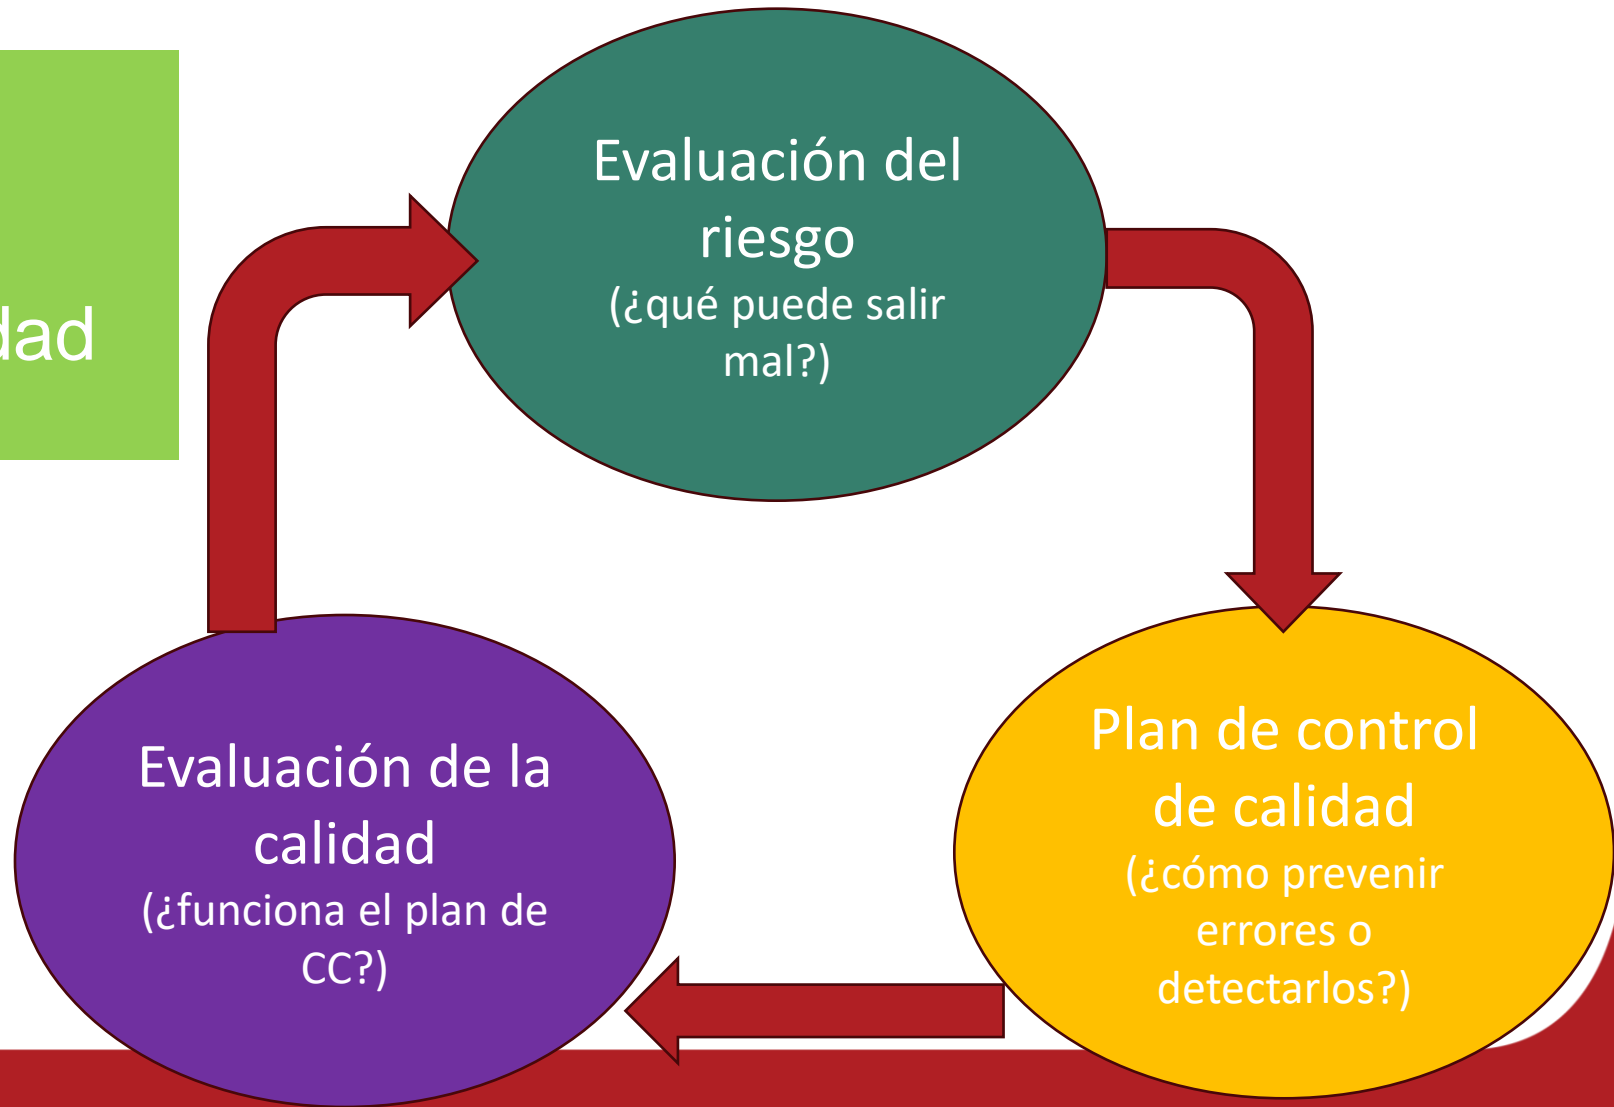 dad
Evaluación del
riesgo
(¿qué puede salir
mal?)
Plan de control
de calidad
(¿cómo prevenir
errores o
detectarlos?)
Evaluación de la
calidad
(¿funciona el plan de
CC?)